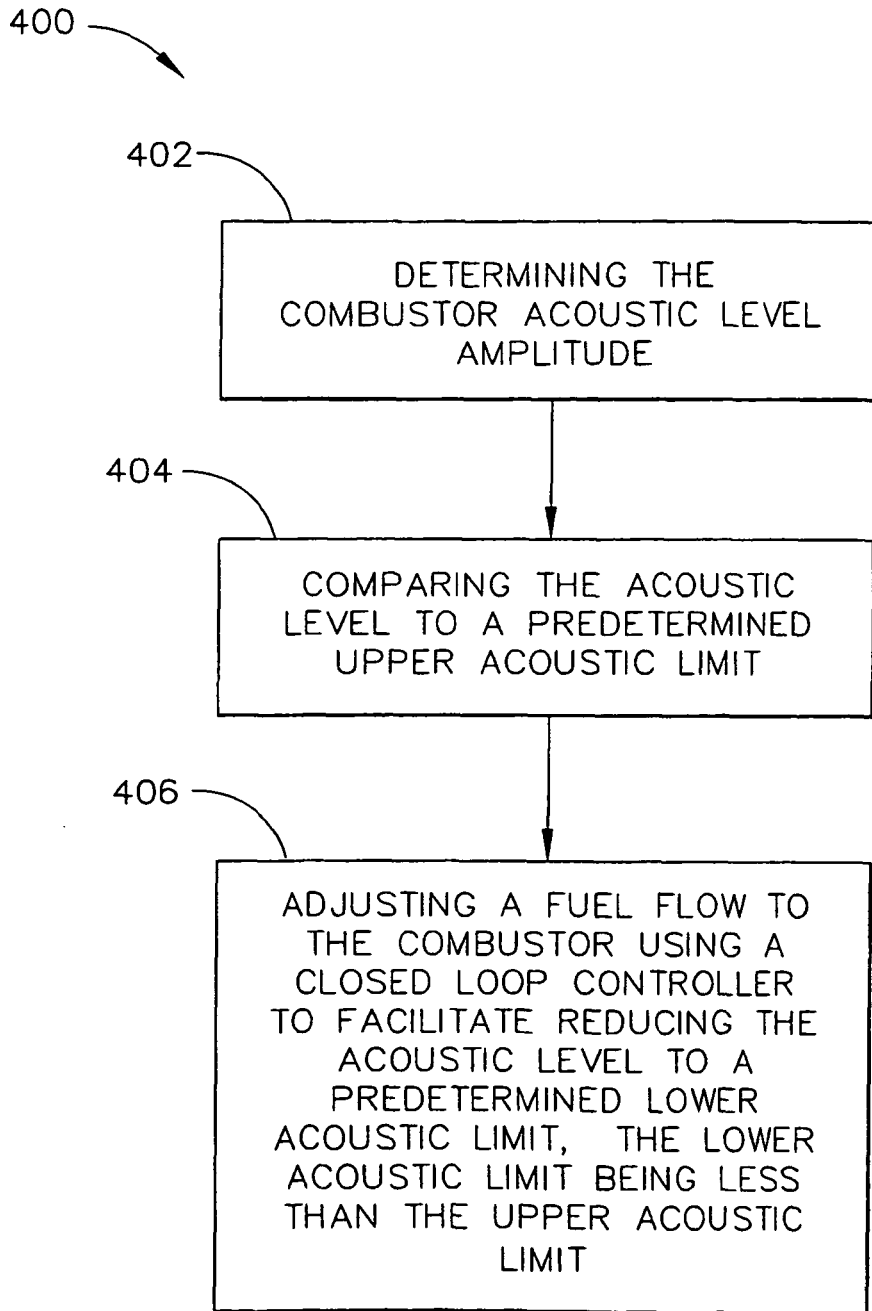 400
402
DETERMINING THE
COMBUSTOR ACOUSTIC LEVEL
AMPLITUDE
404
COMPARING THE ACOUSTIC
LEVEL TO A PREDETERMINED
UPPER ACOUSTIC LIMIT
406
ADJUSTING A FUEL FLOW TO
THE COMBUSTOR USING A
CLOSED LOOP CONTROLLER
TO FACILITATE REDUCING THE
ACOUSTIC LEVEL TO A
PREDETERMINED LOWER
ACOUSTIC LIMIT, THE LOWER
ACOUSTIC LIMIT BEING LESS
THAN THE UPPER ACOUSTIC
LIMIT